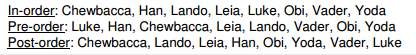 In-order: Chewbacca, Han, Lando, Leia, Luke, Obi, Vader, Yoda
Pre-order: Luke, Han, Chewbacca, Leia, Lando, Vader, Obi, Yoda
Post-order: Chewbacca, Lando, Leia, Han, Obi, Yoda, Vader, Luke